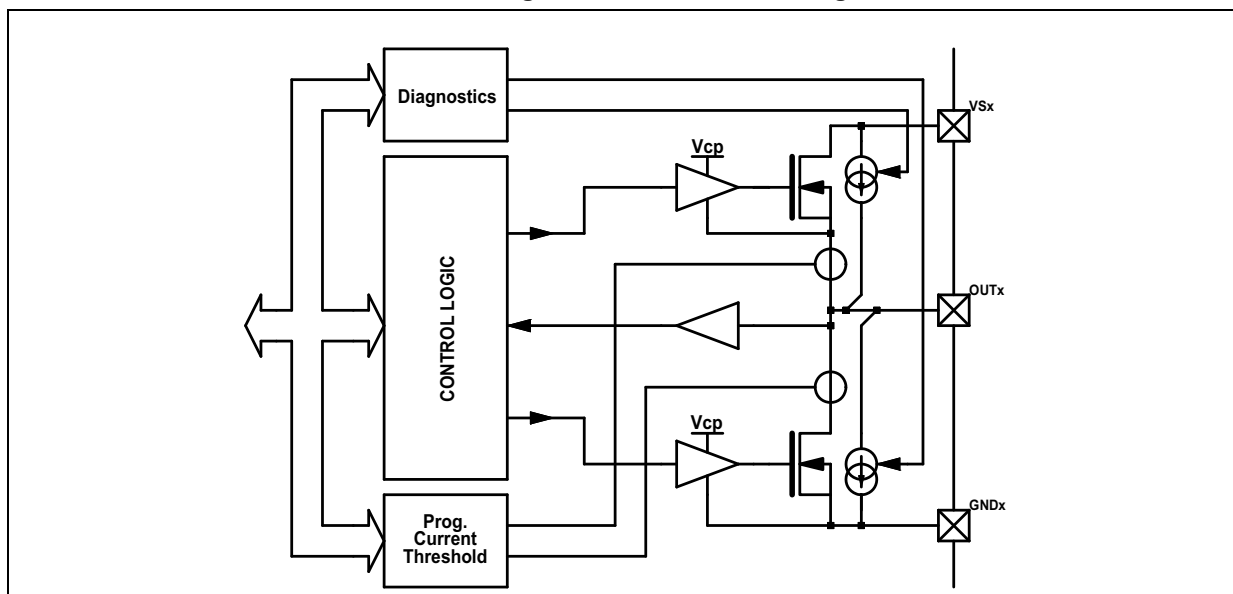 Diagnostics
VSx
Vcp
CONTROL LOGIC
OUTx
Vcp
GNDx
Prog.
Current
Threshold